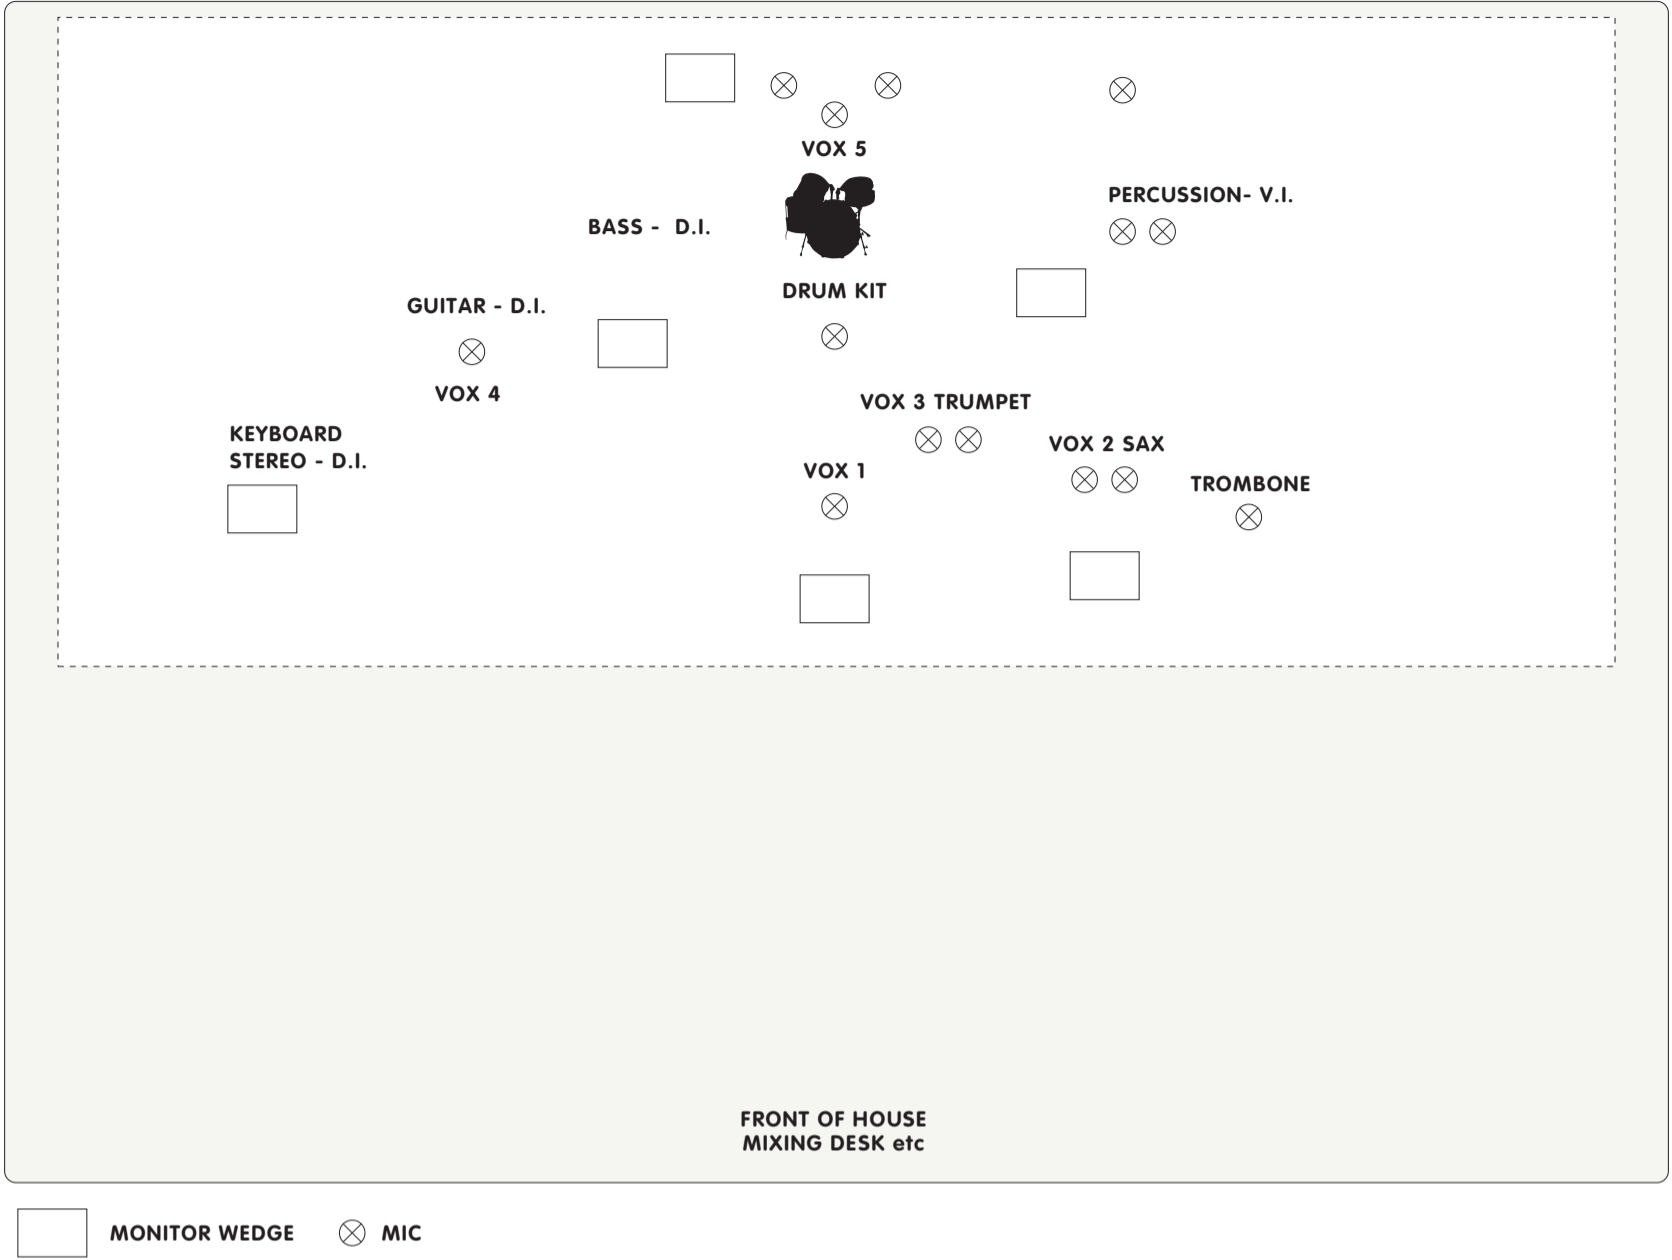 VOX 5
PERCUSSION- V.I.
BASS - D.I.
DRUM KIT
GUITAR - D.I.
VOX 4
VOX 3 TRUMPET
KEYBOARD
STEREO - D.I.
VOX 2 SAX
VOX 1
TROMBONE
FRONT OF HOUSE
MIXING DESK etc
MONITOR WEDGE
MIC